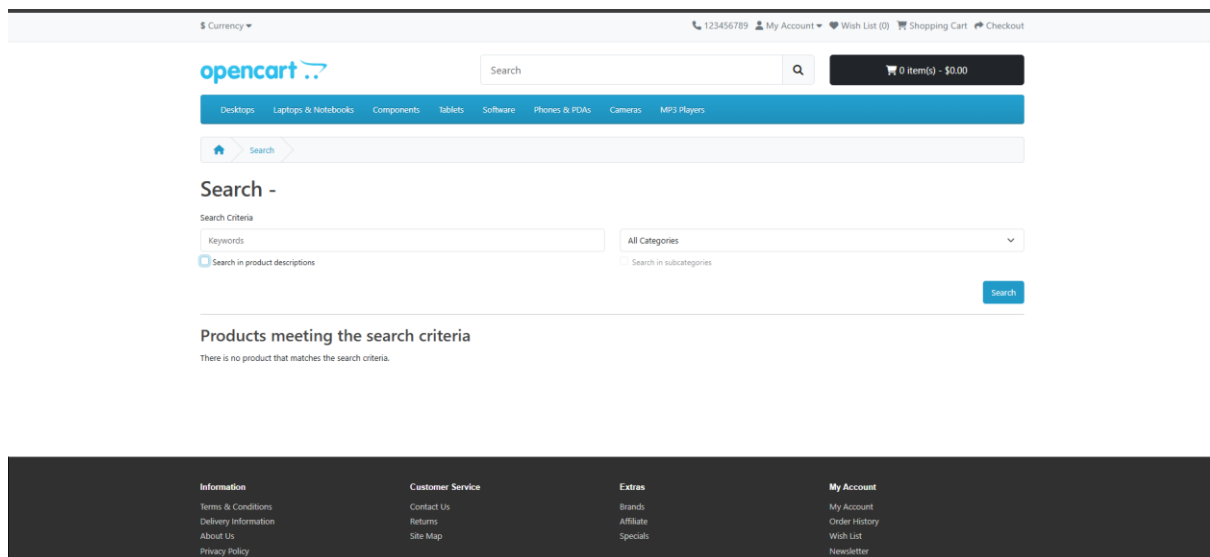 $ Currency
123456789 My Account Wish List (0) Shopping Cart Checkout
opencart
Search
0 item(s) - $0.00
Desktops Laptops & Notebooks Components Tablets Software Phones & PDAs Cameras MP3 Players
Search
Search -
Search Criteria
Keywords
All Categories
Search in product descriptions
Search in subcategories
Search
Products meeting the search criteria
There is no product that matches the search criteria.
Information Customer Service Extras My Account
Terms & Conditions Contact Us Brands My Account
Delivery Information Returns Affiliate Order History
About Us Site Map Specials Wish List
Privacy Policy Newsletter